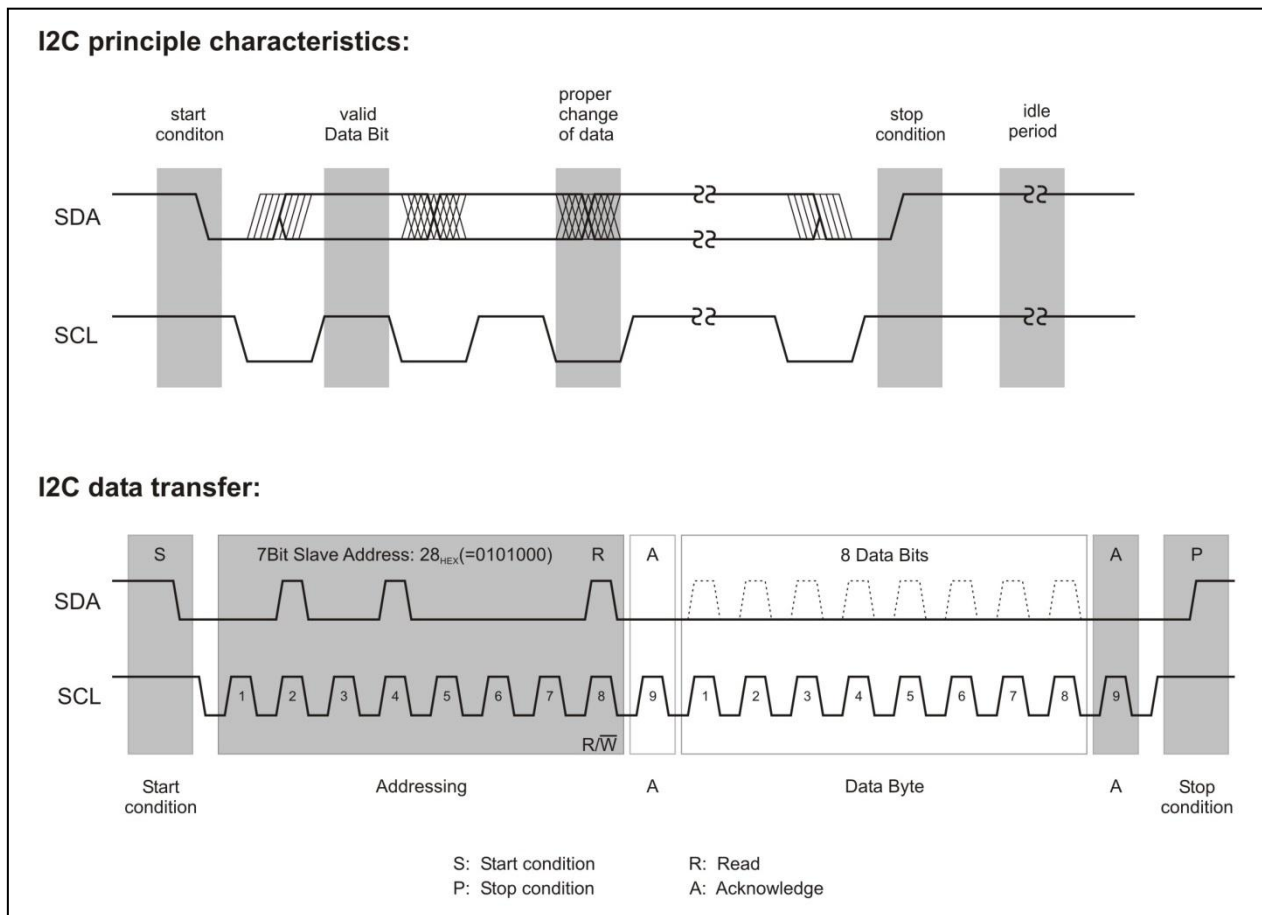 I2C principle characteristics:
start
conditon
valid
Data Bit
proper
change
of data
stop
condition
idle
period
SDA
SCL
I2C data transfer:
S
7Bit Slave Address: 28HEX(=0101000)
R
A
8 Data Bits
A
P
SDA
SCL
1 2 3 4 5 6 7 8 9 1 2 3 4 5 6 7 8 9
R/W̅
Start
condition
Addressing
A
Data Byte
A
Stop
condition
S: Start condition
R: Read
P: Stop condition
A: Acknowledge